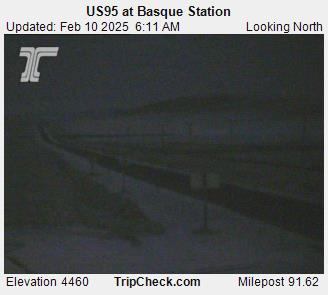 US95 at Basque Station
Updated: Feb 10 2025 6:11 AM Looking North
Elevation 4460 TripCheck.com Milepost 91.62